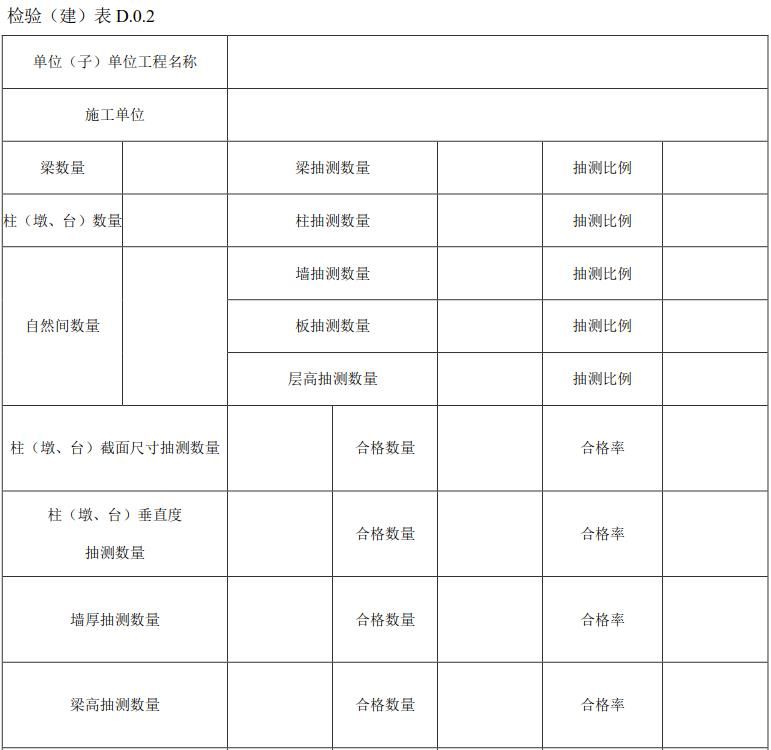 检验（建）表 D.0.2
单位（子）单位工程名称
施工单位
梁数量 梁抽测数量 抽测比例
柱（墩、台）数量 柱抽测数量 抽测比例
自然间数量 墙抽测数量 抽测比例
板抽测数量 抽测比例
层高抽测数量 抽测比例
柱（墩、台）截面尺寸抽测数量 合格数量 合格率
柱（墩、台）垂直度
抽测数量 合格数量 合格率
墙厚抽测数量 合格数量 合格率
梁高抽测数量 合格数量 合格率